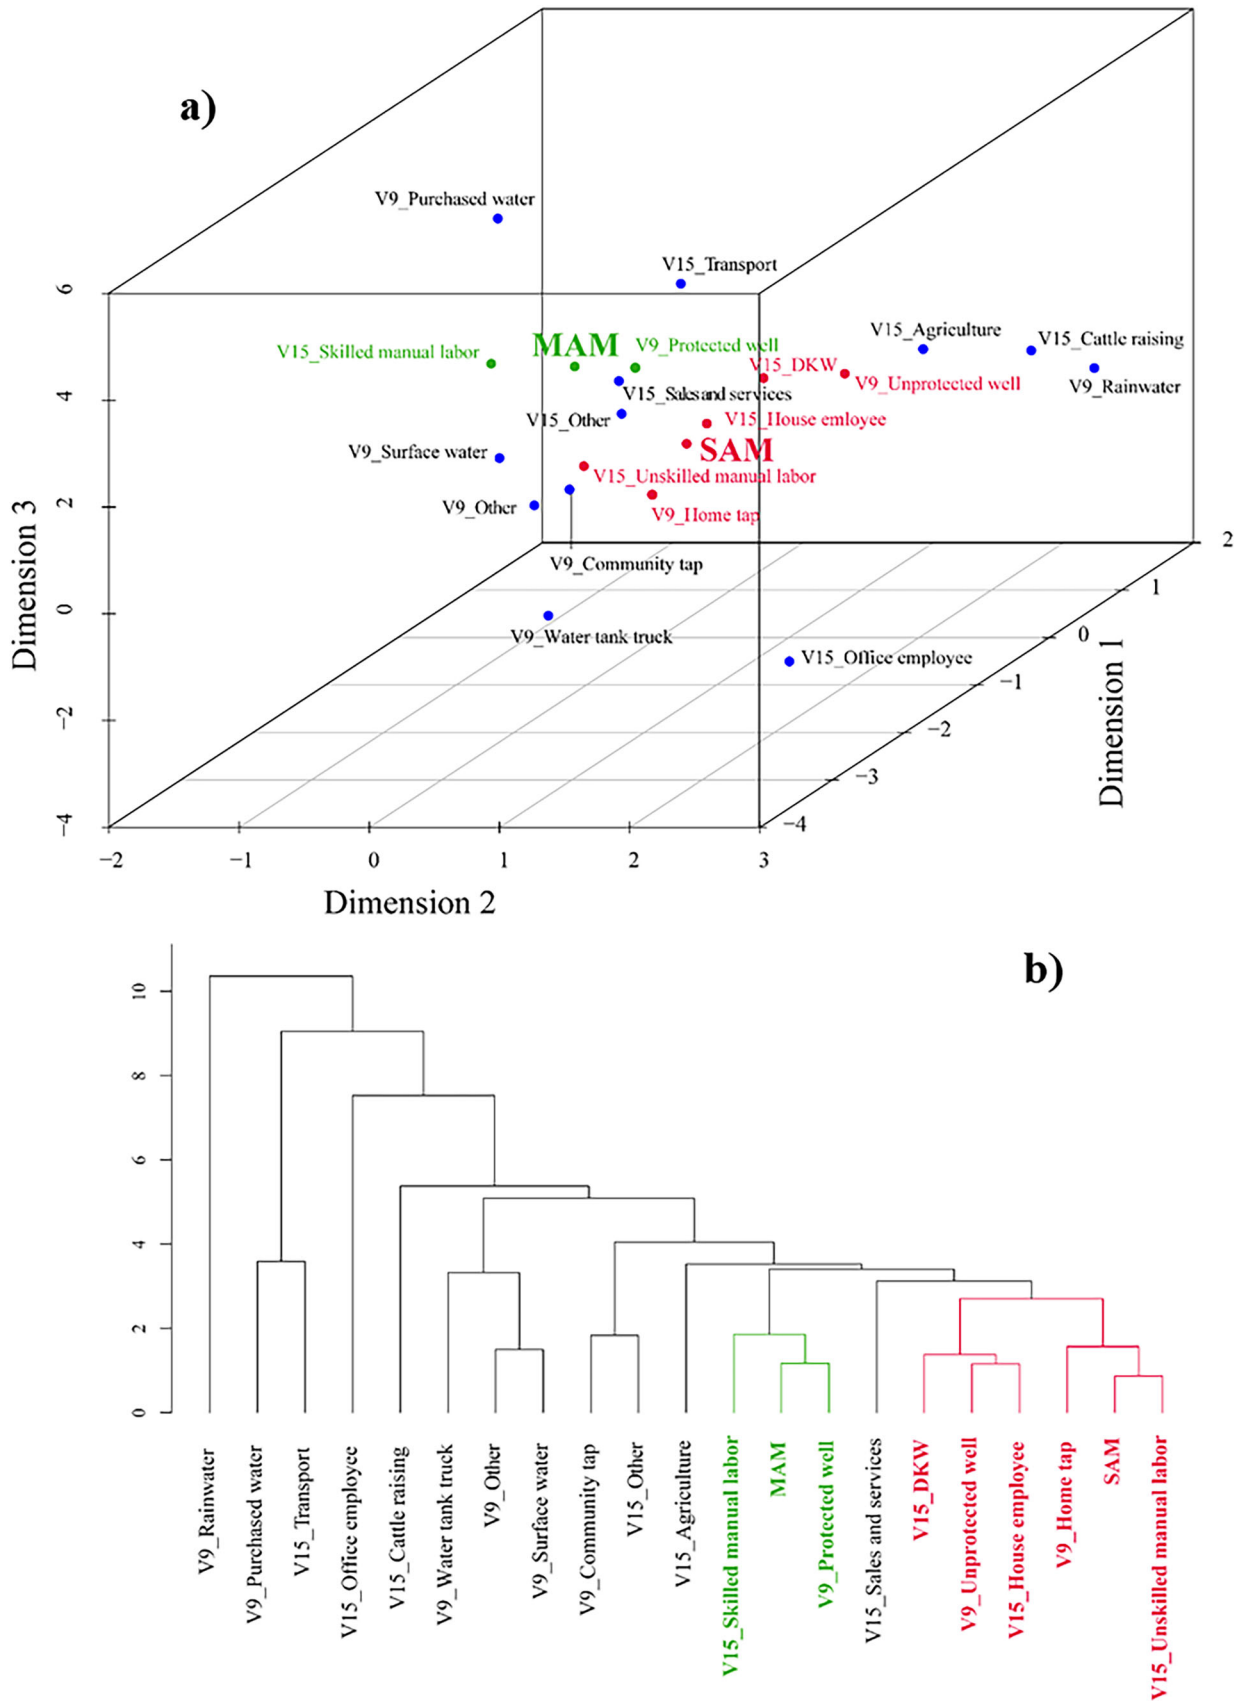 a)
V9_Purchased water
V15_Transport
6
V15_Skilled manual labor
MAM
V9_Protected well
V15_Agriculture
V15_Cattle raising
V15_DKW
V9_Unprotected well
V9_Rainwater
4
V15_Sales and services
V15_Other
V15_House emloyee
V9_Surface water
SAM
V15_Unskilled manual labor
2
V9_Other
V9_Home tap
V9_Community tap
2
1
0
V9_Water tank truck
0
V15_Office employee
−1
−2
−2
−3
−4
−4
Dimension 3
Dimension 1
−2
−1
0
1
2
3
Dimension 2
b)
10
8
6
4
2
0
V9_Rainwater
V9_Purchased water
V15_Transport
V15_Office employee
V15_Cattle raising
V9_Water tank truck
V9_Other
V9_Surface water
V9_Community tap
V15_Other
V15_Agriculture
V15_Skilled manual labor
MAM
V9_Protected well
V15_Sales and services
V15_DKW
V9_Unprotected well
V15_House employee
V9_Home tap
SAM
V15_Unskilled manual labor